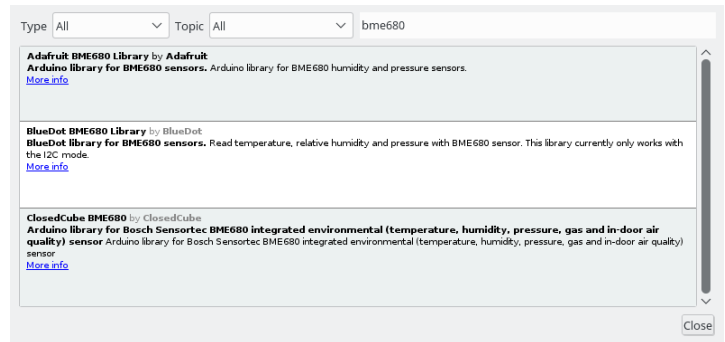 Type All Topic All bme680
Adafruit BME680 Library by Adafruit
Arduino library for BME680 sensors. Arduino library for BME680 humidity and pressure sensors.
More info
BlueDot BME680 Library by BlueDot
BlueDot library for BME680 sensors. Read temperature, relative humidity and pressure with BME680 sensor. This library currently only works with
the I2C mode.
More info
ClosedCube BME680 by ClosedCube
Arduino library for Bosch Sensortec BME680 integrated environmental (temperature, humidity, pressure, gas and in-door air
quality) sensor Arduino library for Bosch Sensortec BME680 integrated environmental (temperature, humidity, pressure, gas and in-door air quality)
sensor
More info
Close